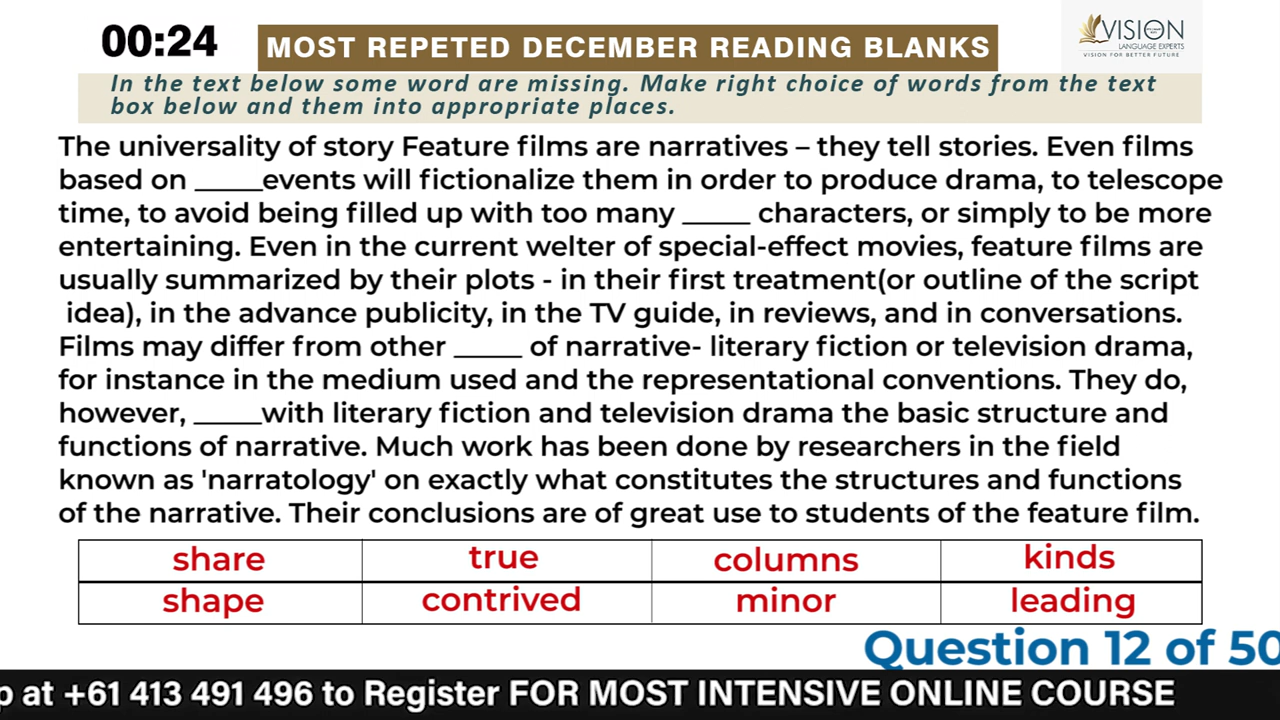 00:24
MOST REPETED DECEMBER READING BLANKS
VISION
LANGUAGE EXPERTS
VISION FOR BETTER FUTURE
In the text below some word are missing. Make right choice of words from the text
box below and them into appropriate places.
The universality of story Feature films are narratives – they tell stories. Even films
based on _____events will fictionalize them in order to produce drama, to telescope
time, to avoid being filled up with too many _____ characters, or simply to be more
entertaining. Even in the current welter of special-effect movies, feature films are
usually summarized by their plots - in their first treatment(or outline of the script
idea), in the advance publicity, in the TV guide, in reviews, and in conversations.
Films may differ from other _____ of narrative- literary fiction or television drama,
for instance in the medium used and the representational conventions. They do,
however, _____with literary fiction and television drama the basic structure and
functions of narrative. Much work has been done by researchers in the field
known as 'narratology' on exactly what constitutes the structures and functions
of the narrative. Their conclusions are of great use to students of the feature film.
share true columns kinds
shape contrived minor leading
Question 12 of 50
p at +61 413 491 496 to Register FOR MOST INTENSIVE ONLINE COURSE